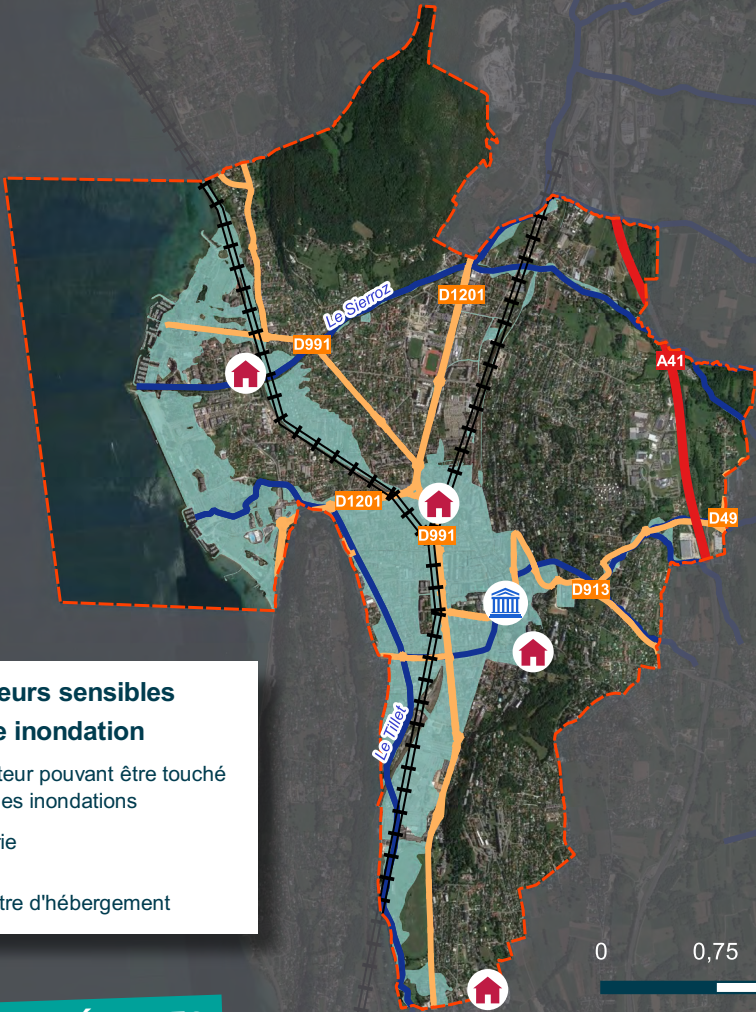 Le Sierroz
D1201
D991
A41
D1201
D991
D49
D913
Le Tillet
eurs sensibles
e inondation
teur pouvant être touché
es inondations
rie
tre d'hébergement
0 0,75